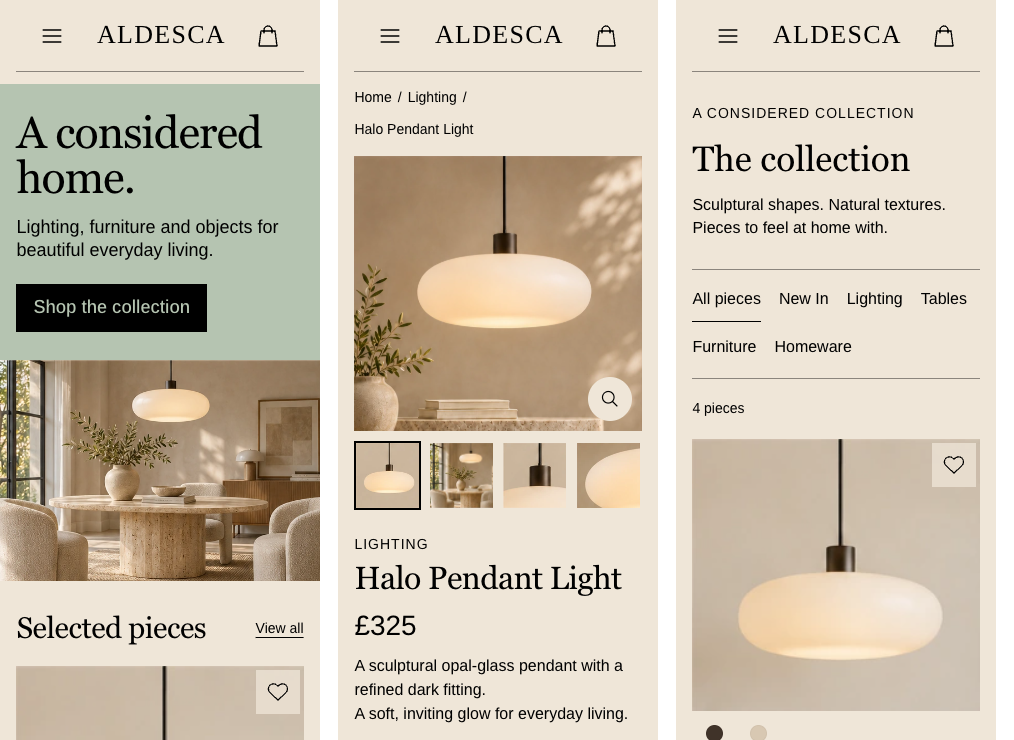 ALDESCA
A considered
home.
Lighting, furniture and objects for
beautiful everyday living.
Shop the collection
Selected pieces
View all
ALDESCA
Home / Lighting /
Halo Pendant Light
LIGHTING
Halo Pendant Light
£325
A sculptural opal-glass pendant with a
refined dark fitting.
A soft, inviting glow for everyday living.
ALDESCA
A CONSIDERED COLLECTION
The collection
Sculptural shapes. Natural textures.
Pieces to feel at home with.
All pieces New In Lighting Tables
Furniture Homeware
4 pieces